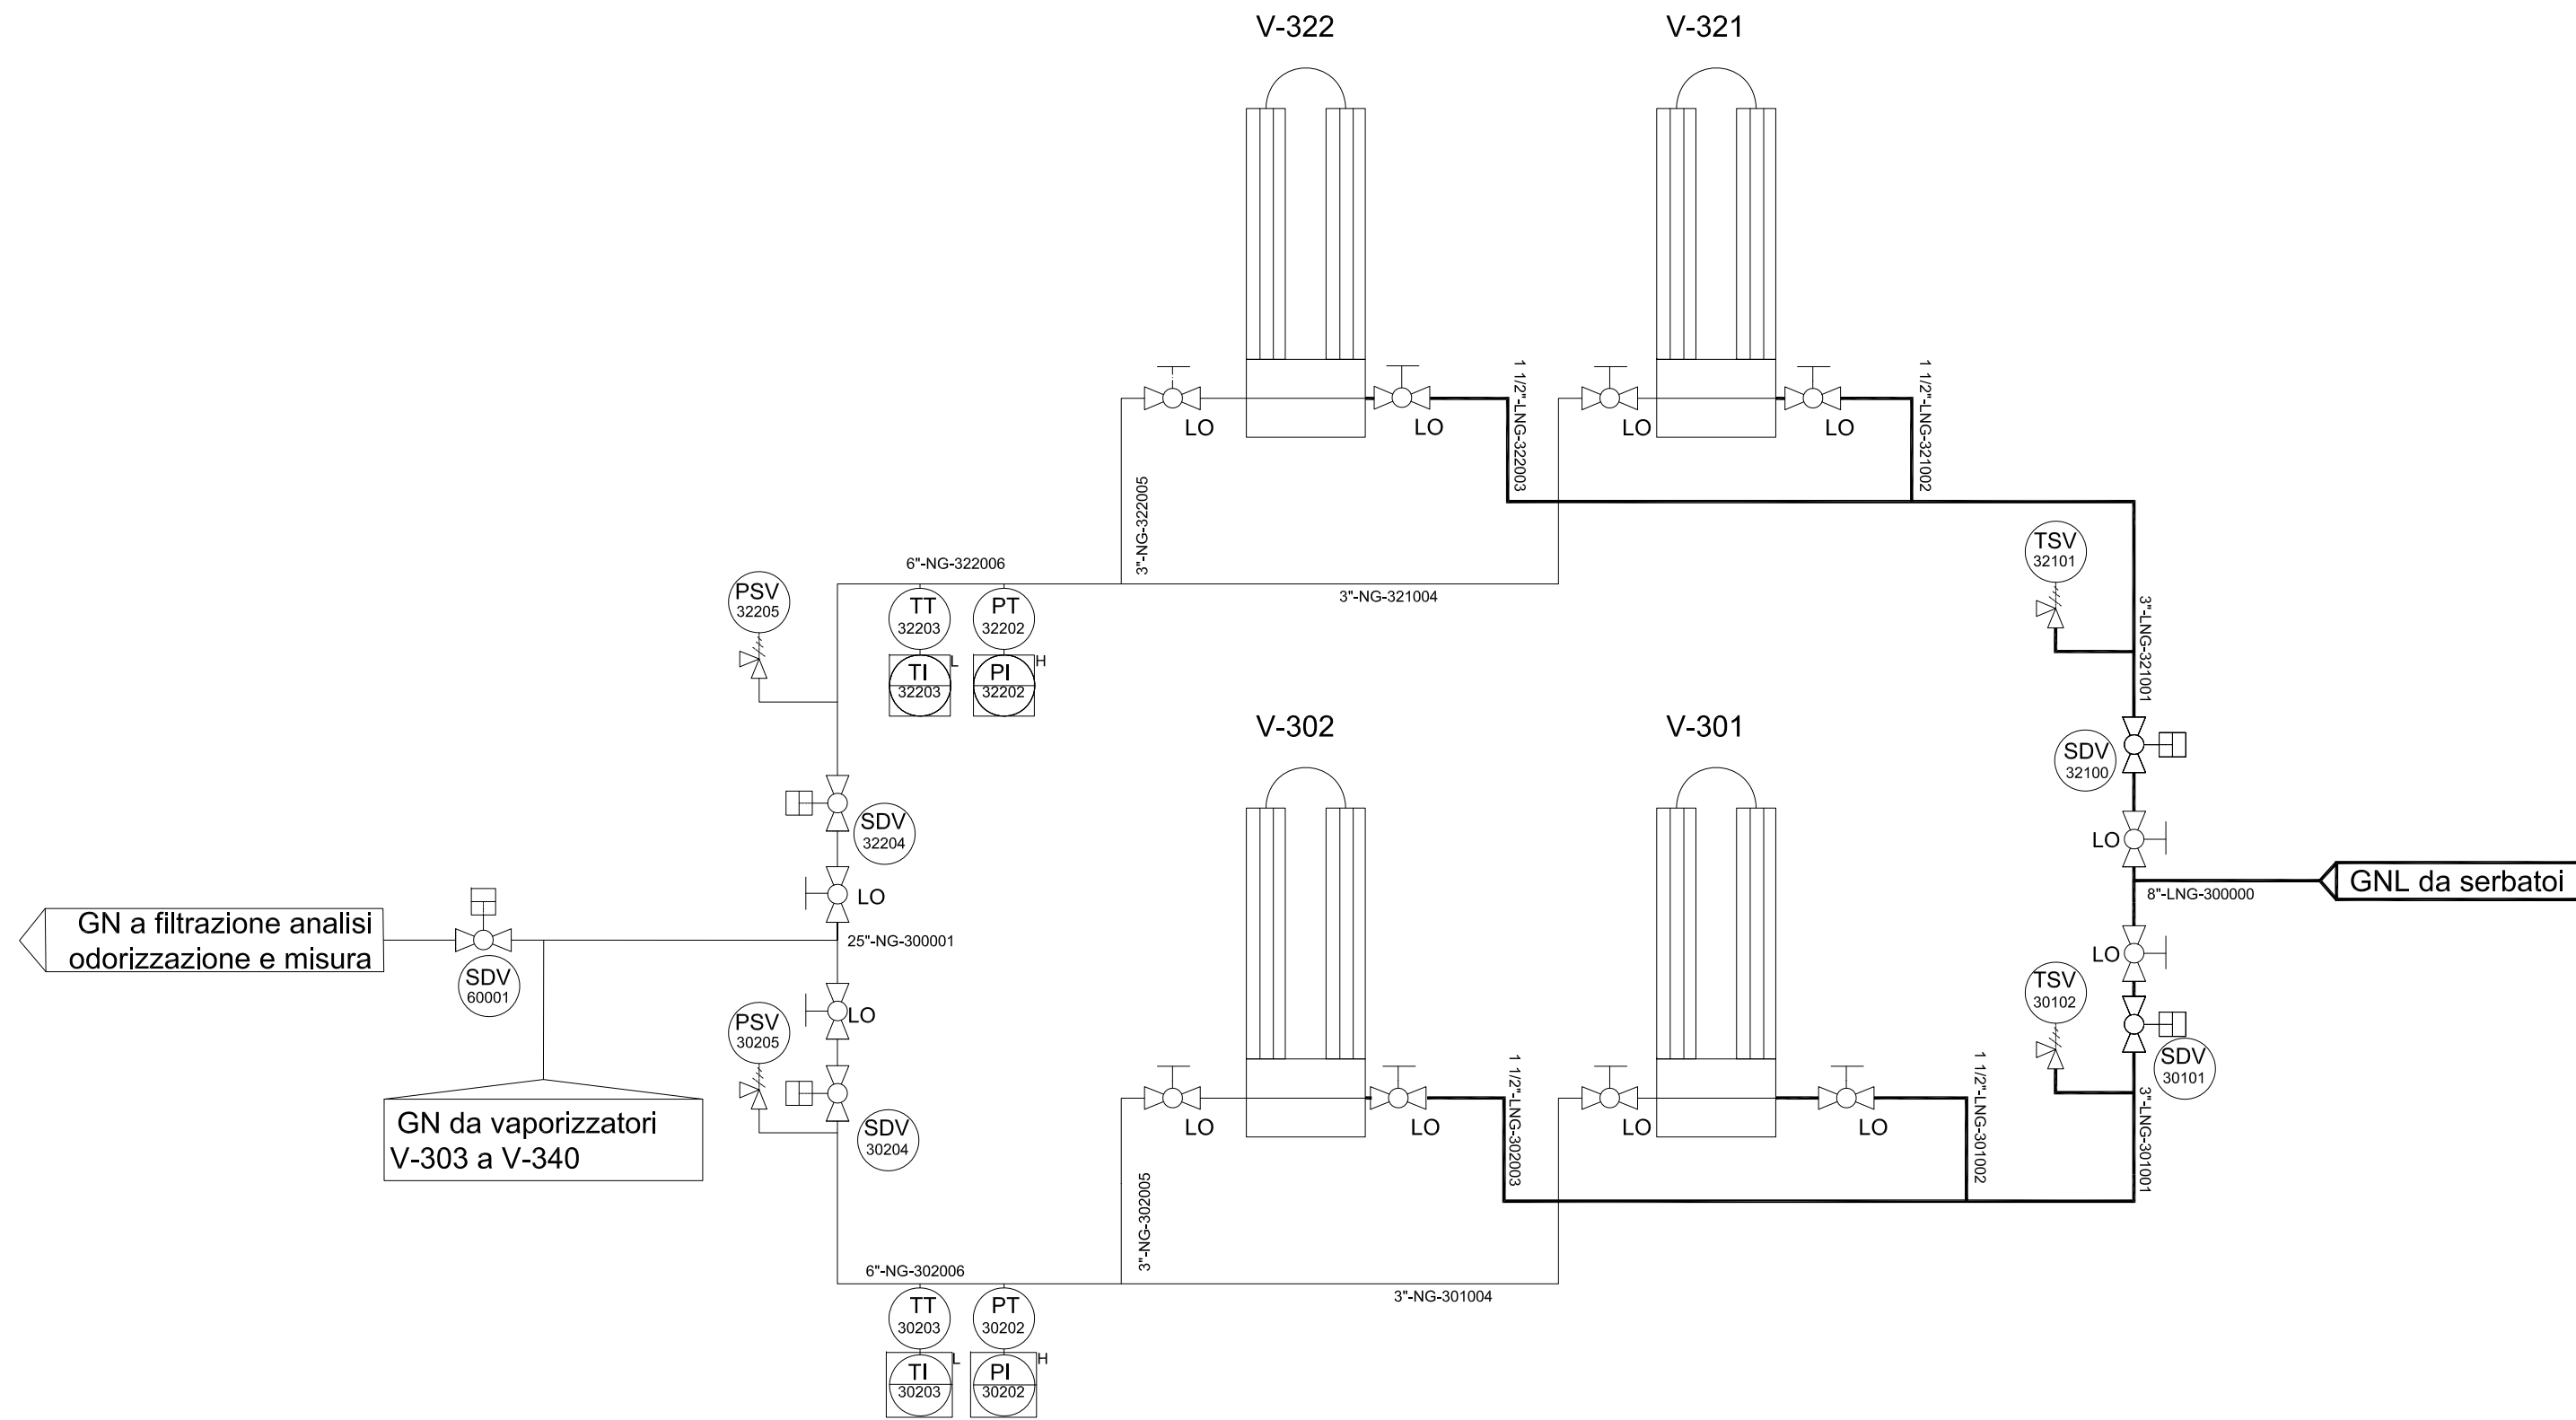 V-322
V-321
LO
LO
LO
LO
1 1/2"-LNG-322003
1 1/2"-LNG-321002
3"-NG-322005
6"-NG-322006
3"-NG-321004
TSV
32101
PSV
32205
TT
32203
PT
32202
TI
32203
L
PI
32202
H
3"-LNG-321001
V-302
V-301
SDV
32100
SDV
32204
LO
LO
GNL da serbatoi
8"-LNG-300000
GN a filtrazione analisi
odorizzazione e misura
25"-NG-300001
SDV
60001
LO
LO
TSV
30102
PSV
30205
SDV
30101
GN da vaporizzatori
V-303 a V-340
SDV
30204
LO
LO
LO
LO
1 1/2"-LNG-302003
1 1/2"-LNG-301002
3"-LNG-301001
3"-NG-302005
6"-NG-302006
3"-NG-301004
TT
30203
PT
30202
TI
30203
L
PI
30202
H